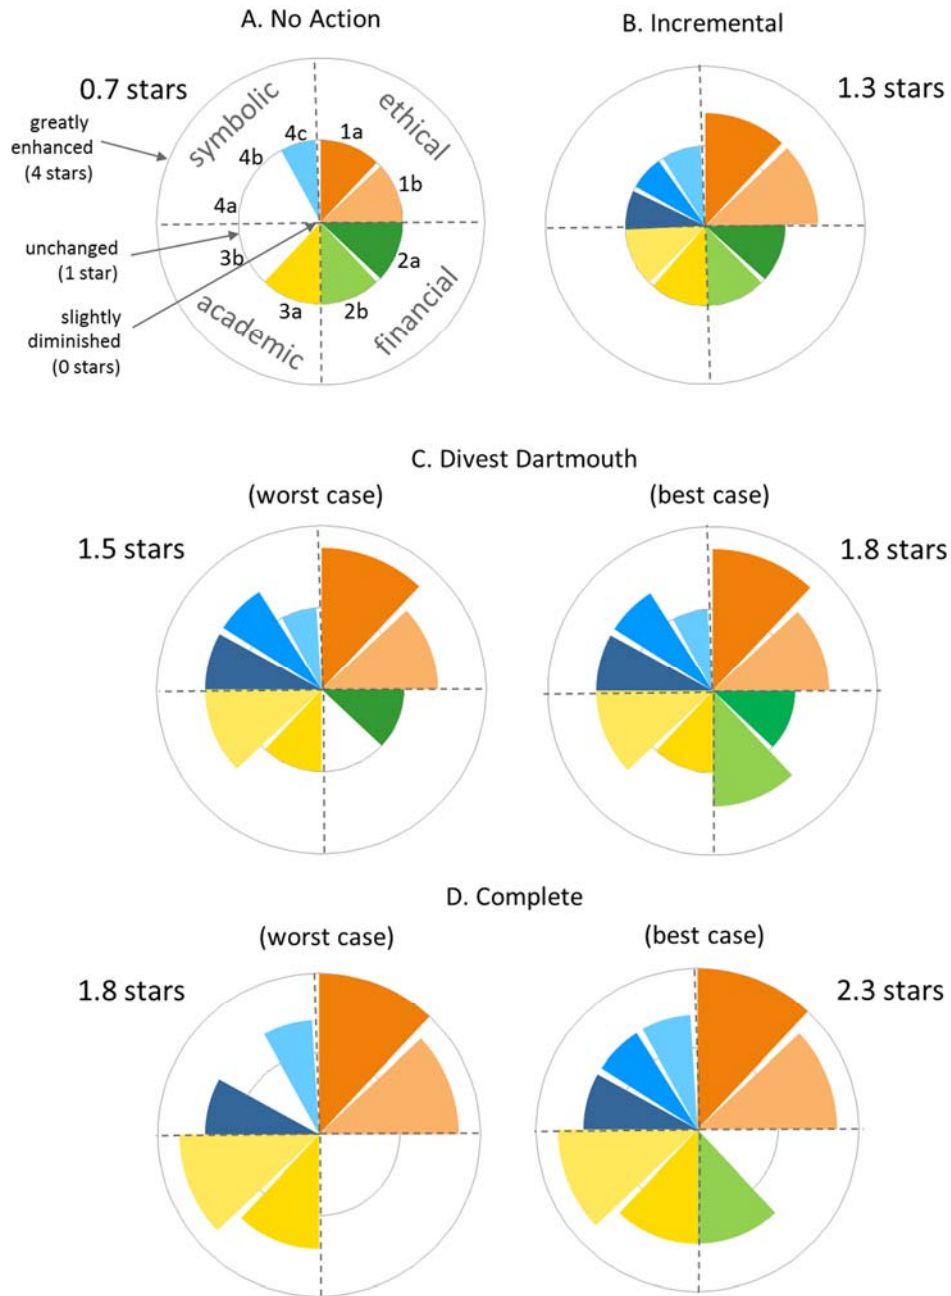 A. No Action
B. Incremental
0.7 stars
1.3 stars
symbolic
ethical
greatly
enhanced
(4 stars)
4c
1a
4b
1b
4a
unchanged
(1 star)
3b
2a
3a
2b
academic
financial
slightly
diminished
(0 stars)
C. Divest Dartmouth
(worst case)
(best case)
1.5 stars
1.8 stars
D. Complete
(worst case)
(best case)
1.8 stars
2.3 stars